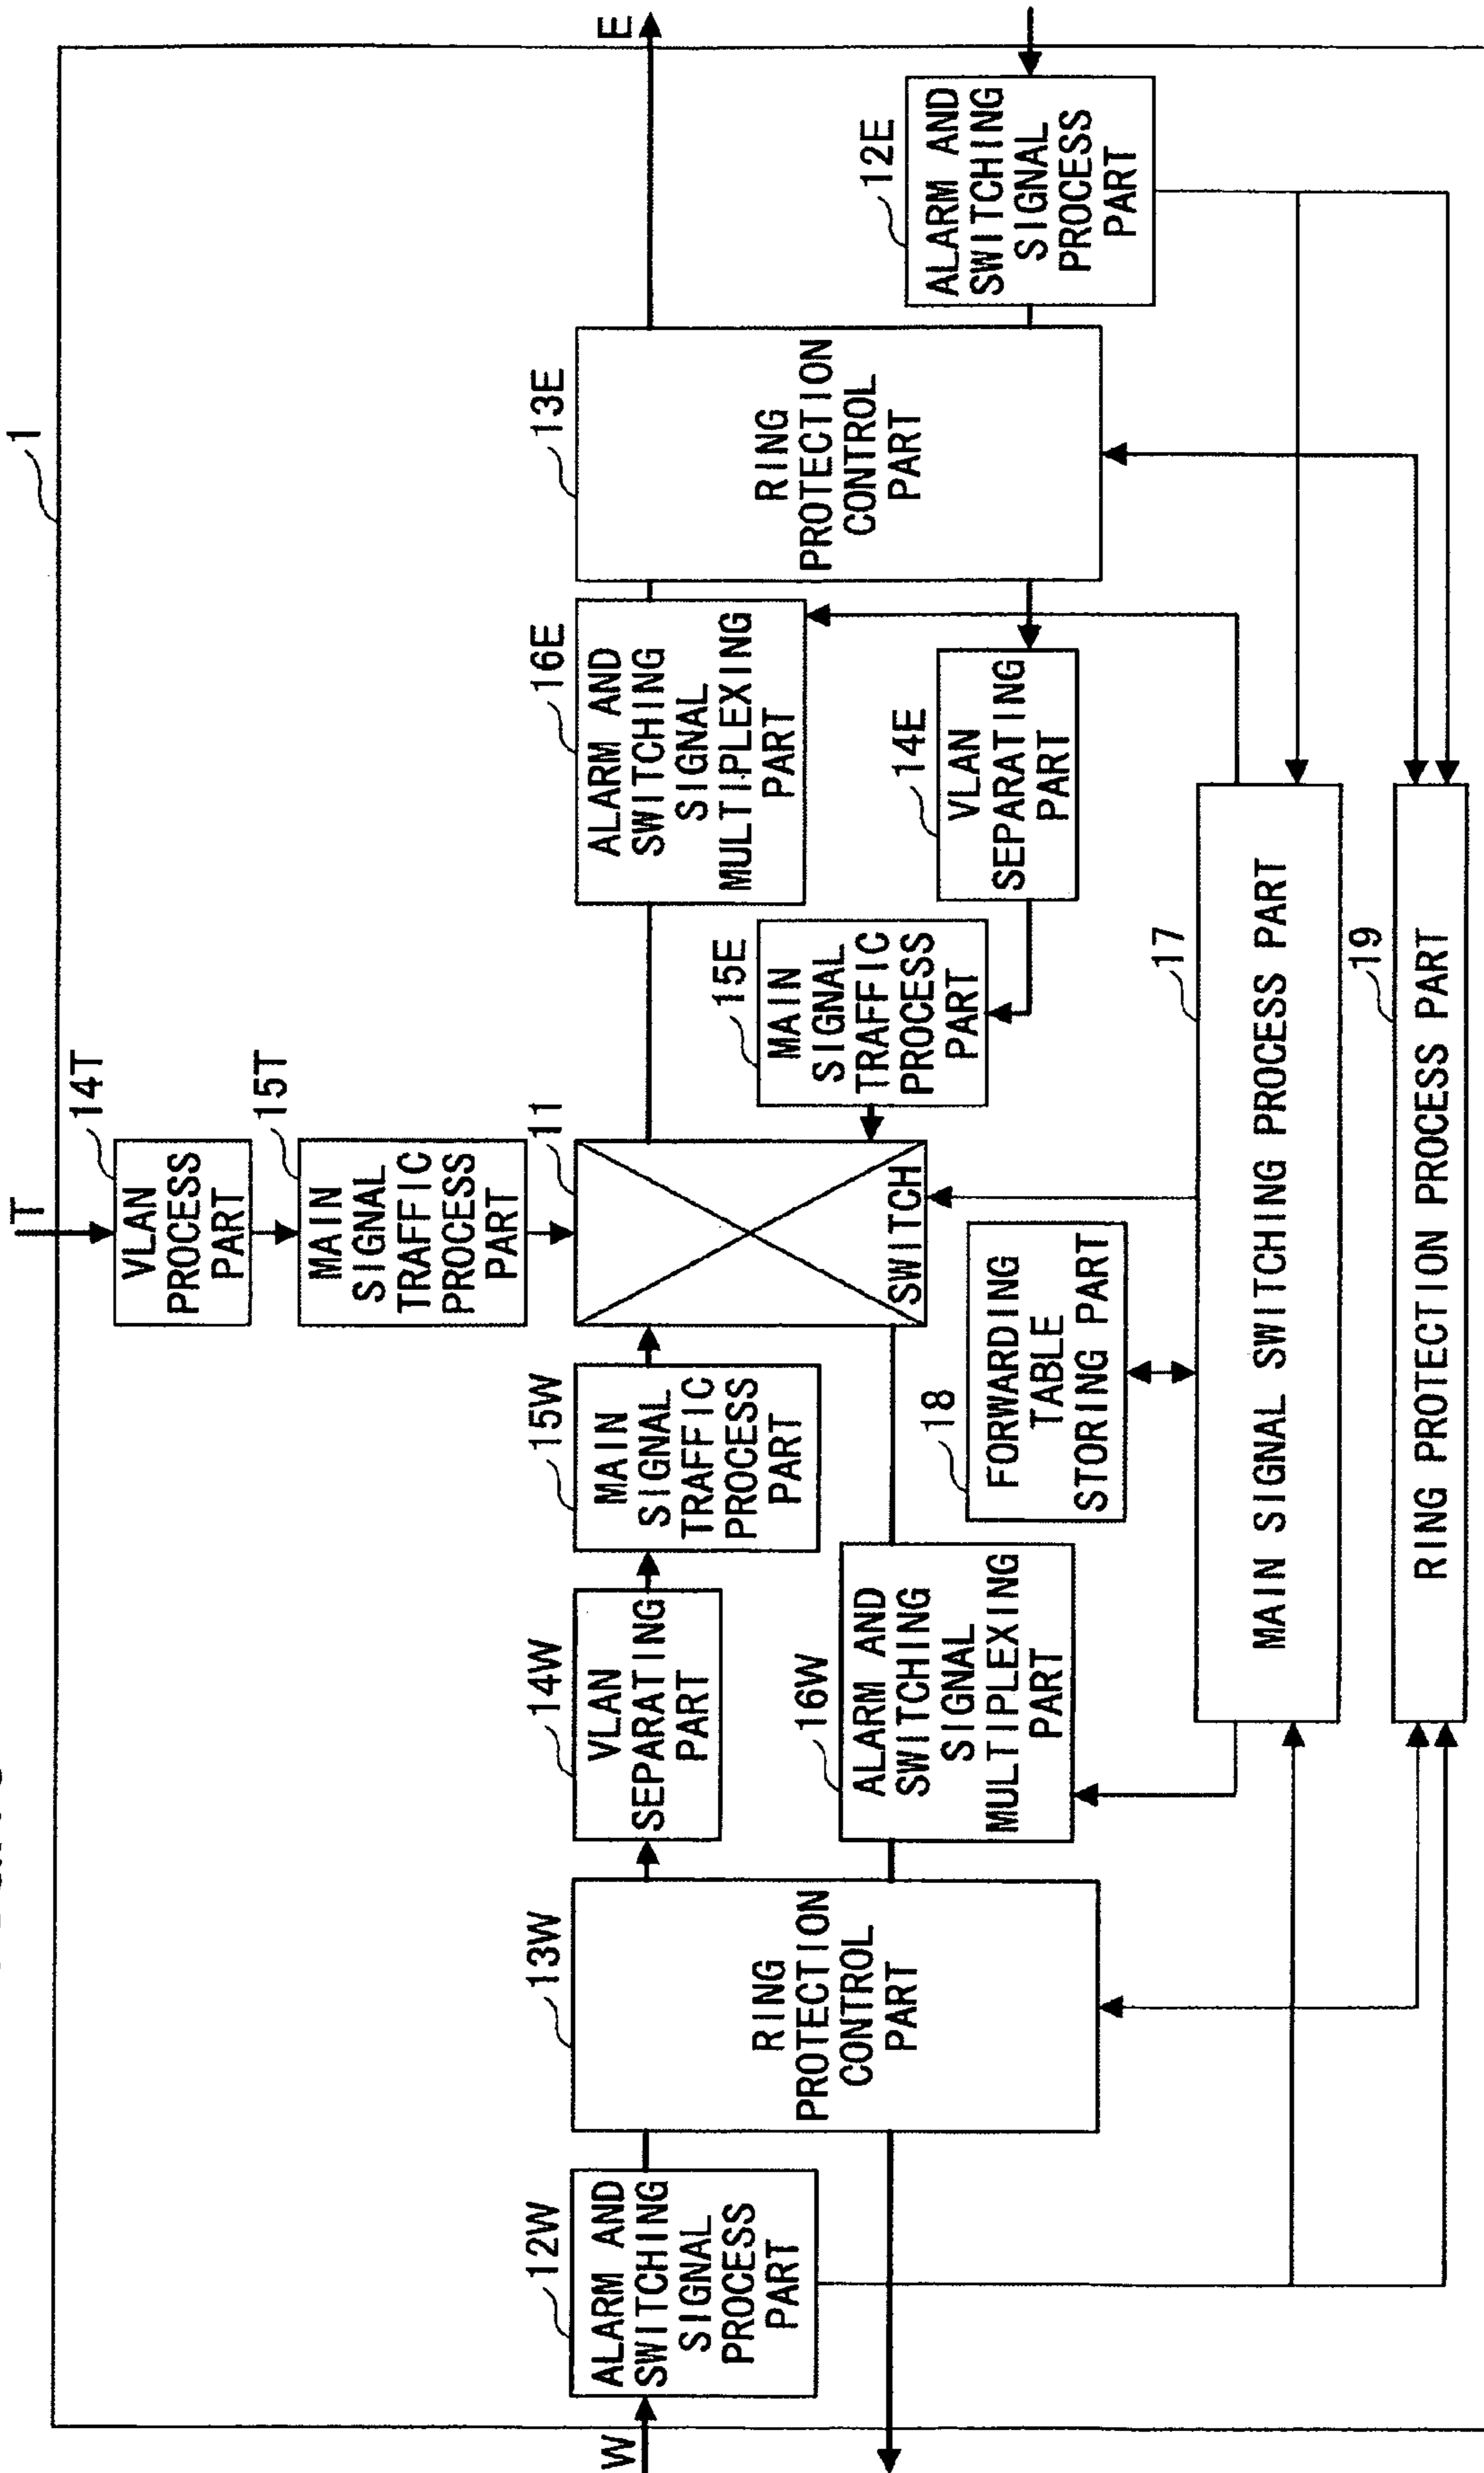 1
T
14T
VLAN
PROCESS
PART
15T
MAIN
SIGNAL
TRAFFIC
PROCESS
PART
W
12W
ALARM AND
SWITCHING
SIGNAL
PROCESS
PART
13W
RING
PROTECTION
CONTROL
PART
14W
VLAN
SEPARATING
PART
15W
MAIN
SIGNAL
TRAFFIC
PROCESS
PART
11
SWITCH
16E
ALARM AND
SWITCHING
SIGNAL
MULTIPLEXING
PART
13E
RING
PROTECTION
CONTROL
PART
E
15E
MAIN
SIGNAL
TRAFFIC
PROCESS
PART
14E
VLAN
SEPARATING
PART
12E
ALARM AND
SWITCHING
SIGNAL
PROCESS
PART
16W
ALARM AND
SWITCHING
SIGNAL
MULTIPLEXING
PART
18
FORWARDING
TABLE
STORING PART
17
MAIN SIGNAL SWITCHING PROCESS PART
19
RING PROTECTION PROCESS PART